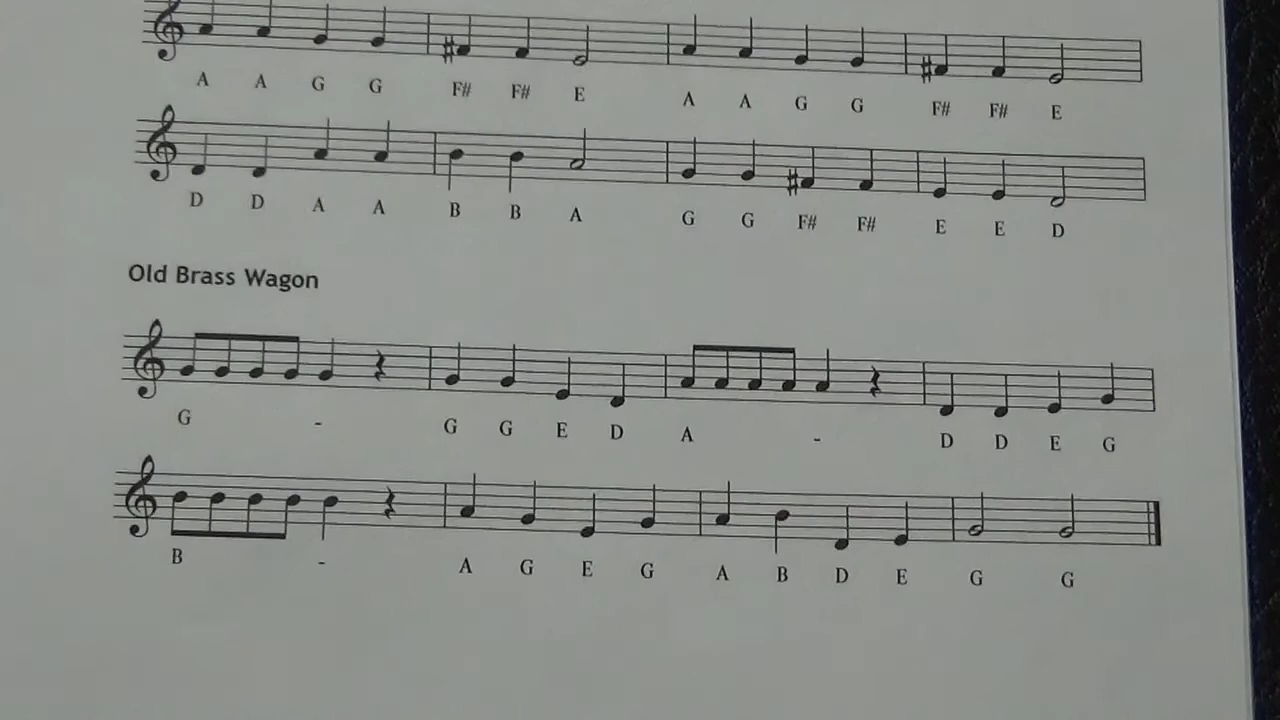 A A G G F# F# E A A G G F# F# E
D D A A B B A G G F# F# E E D
Old Brass Wagon
G - G G E D A - D D E G
B - A G E G A B D E G G